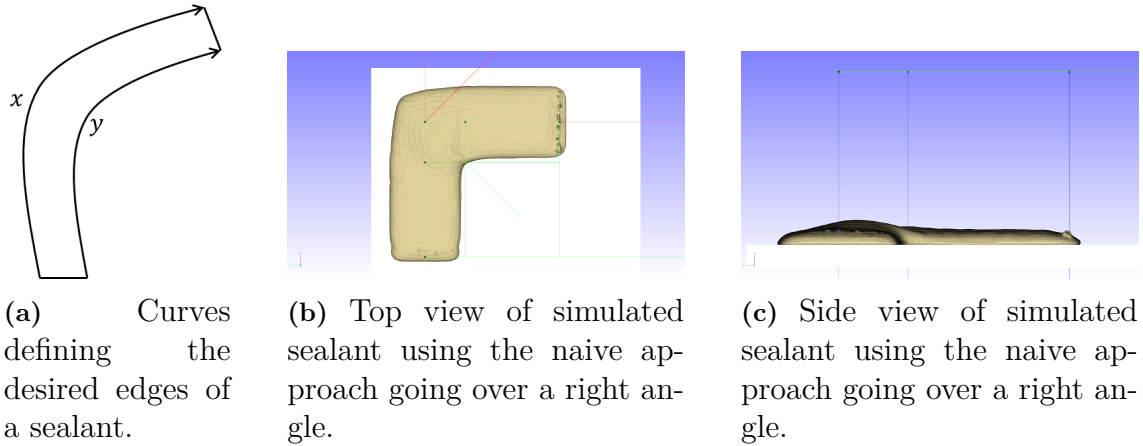 x
y
(a) Curves
defining the
desired edges of
a sealant.
(b) Top view of simulated
sealant using the naive ap-
proach going over a right an-
gle.
(c) Side view of simulated
sealant using the naive ap-
proach going over a right an-
gle.